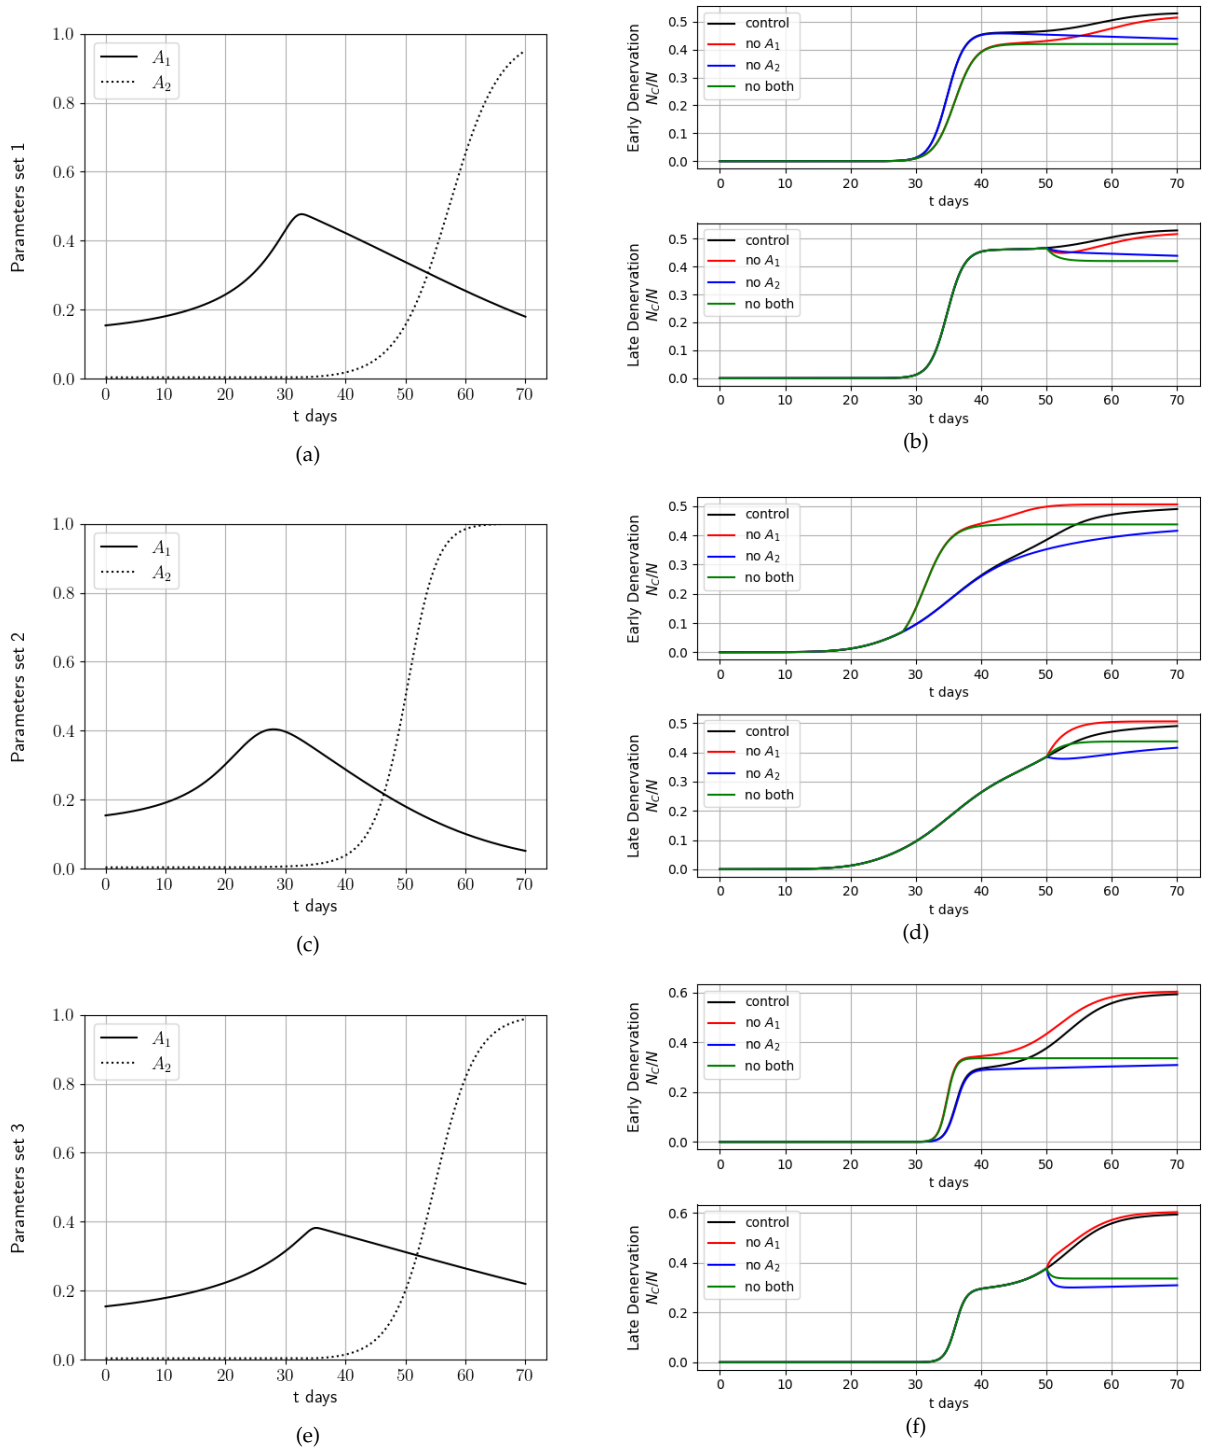 Parameters set 1
1.0
0.8
0.6
0.4
0.2
0.0
A1
A2
0 10 20 30 40 50 60 70
t days
(a)
Early Denervation
NC/N
0.5
0.4
0.3
0.2
0.1
0.0
control
no A1
no A2
no both
0 10 20 30 40 50 60 70
t days
Late Denervation
NC/N
0.5
0.4
0.3
0.2
0.1
0.0
control
no A1
no A2
no both
0 10 20 30 40 50 60 70
t days
(b)
Parameters set 2
1.0
0.8
0.6
0.4
0.2
0.0
A1
A2
0 10 20 30 40 50 60 70
t days
(c)
Early Denervation
NC/N
0.5
0.4
0.3
0.2
0.1
0.0
control
no A1
no A2
no both
0 10 20 30 40 50 60 70
t days
Late Denervation
NC/N
0.5
0.4
0.3
0.2
0.1
0.0
control
no A1
no A2
no both
0 10 20 30 40 50 60 70
t days
(d)
Parameters set 3
1.0
0.8
0.6
0.4
0.2
0.0
A1
A2
0 10 20 30 40 50 60 70
t days
(e)
Early Denervation
NC/N
0.6
0.4
0.2
0.0
control
no A1
no A2
no both
0 10 20 30 40 50 60 70
t days
Late Denervation
NC/N
0.6
0.4
0.2
0.0
control
no A1
no A2
no both
0 10 20 30 40 50 60 70
t days
(f)